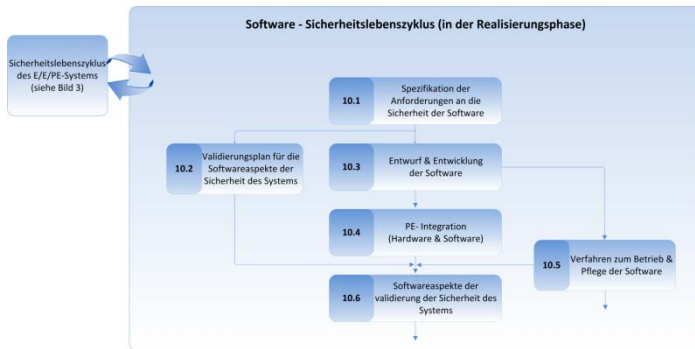 Software - Sicherheitslebenszyklus (in der Realisierungsphase)
Sicherheitslebenszyklus
des E/E/PE-Systems
(siehe Bild 3)
10.1
Spezifikation der
Anforderungen an die
Sicherheit der Software
10.2
Validierungsplan für die
Softwareaspekte der
Sicherheit des Systems
10.3
Entwurf & Entwicklung
der Software
10.4
PE- Integration
(Hardware & Software)
10.5
Verfahren zum Betrieb &
Pflege der Software
10.6
Softwareaspekte der
validierung der Sicherheit des
Systems